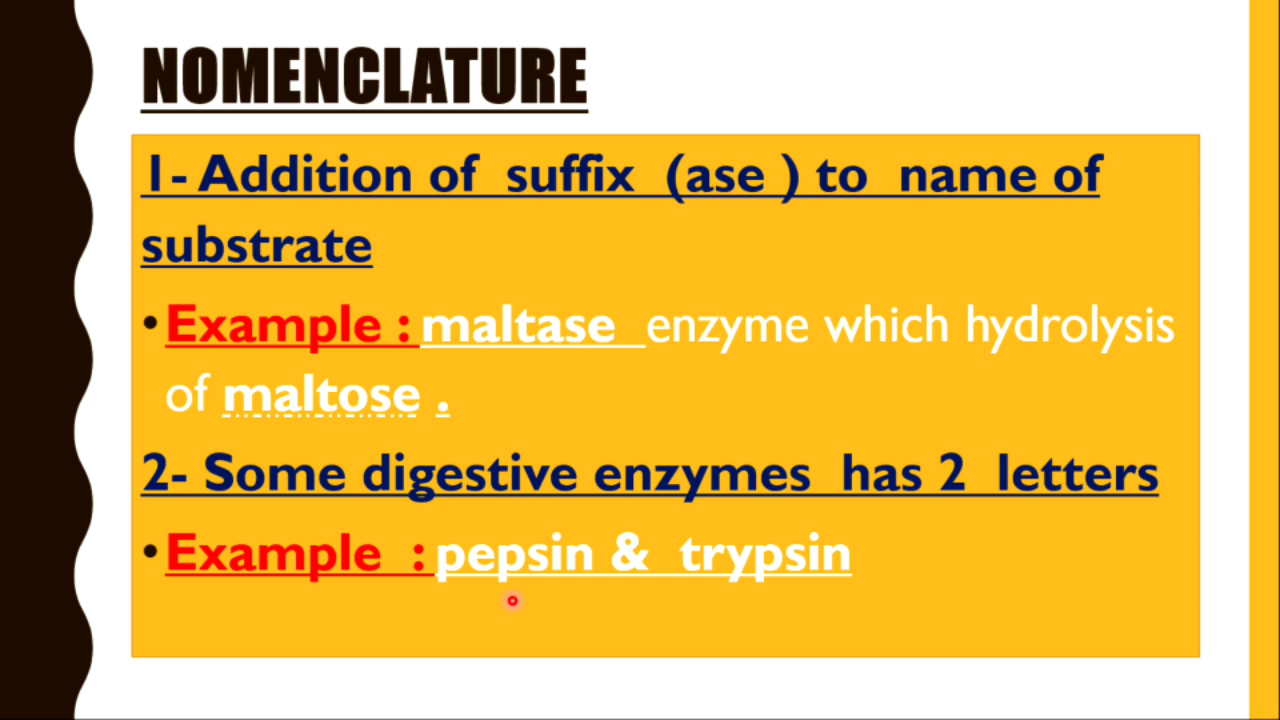 NOMENCLATURE
1- Addition of suffix (ase ) to name of
substrate
•Example : maltase enzyme which hydrolysis
of maltose .
2- Some digestive enzymes has 2 letters
•Example : pepsin & trypsin